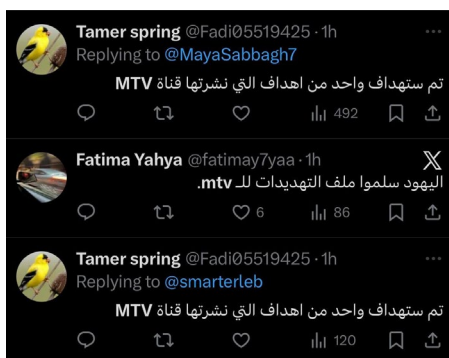 Tamer spring @Fadi05519425 · 1h
Replying to @MayaSabbagh7
تم ستهداف واحد من اهداف التي نشرتها قناة MTV
492
Fatima Yahya @fatimay7yaa · 1h
اليهود سلموا ملف التهديدات للـ mtv.
6 86
Tamer spring @Fadi05519425 · 1h
Replying to @smarterleb
تم ستهداف واحد من اهداف التي نشرتها قناة MTV
120